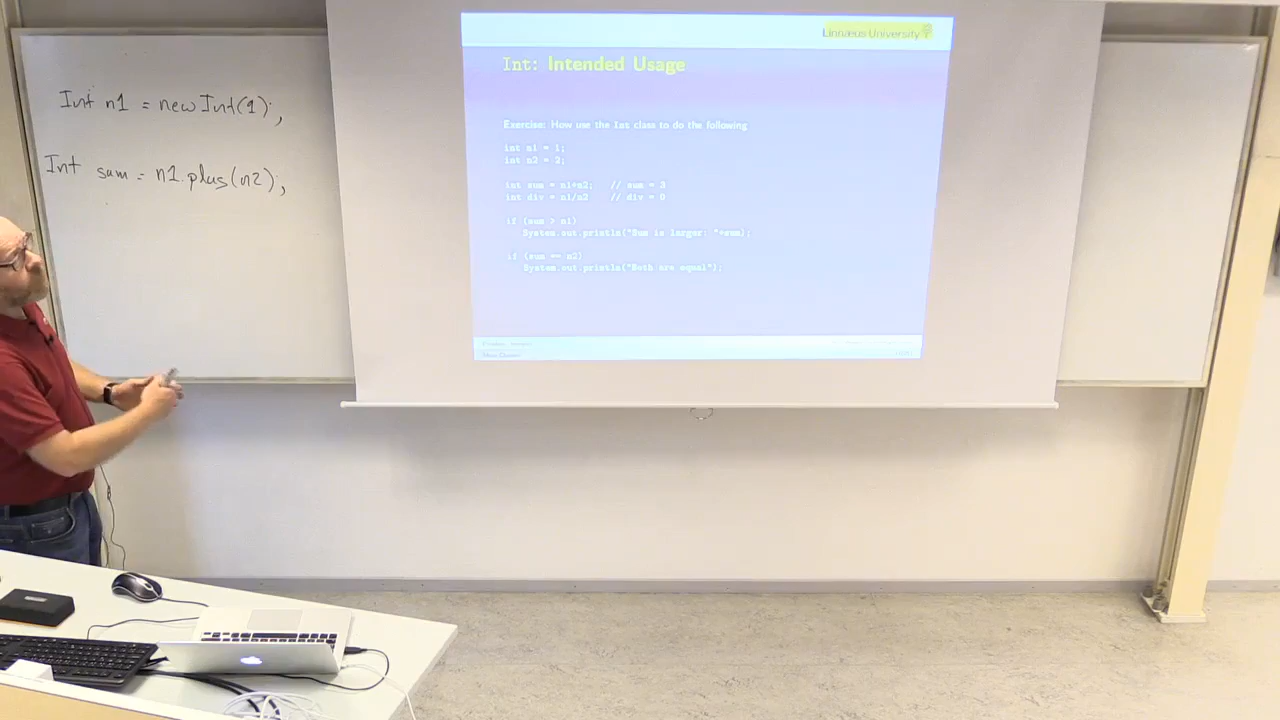 Int n1 = new Int(1);
Int sum = n1.plus(n2);
Linnæus University
Int: Intended Usage
Exercise: How use the Int class to do the following
int n1 = 1;
int n2 = 2;
int sum = n1+n2; // sum = 3
int div = n1/n2 // div = 0
if (sum > n1)
System.out.println("Sum is larger: "+sum);
if (sum == n2)
System.out.println("Both are equal");